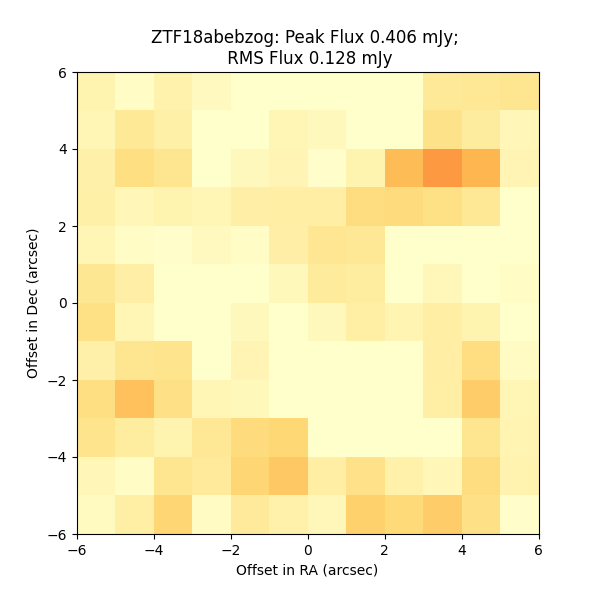 ZTF18abebzog: Peak Flux 0.406 mJy;
RMS Flux 0.128 mJy
6
4
2
0
−2
−4
−6
Offset in Dec (arcsec)
−6 −4 −2 0 2 4 6
Offset in RA (arcsec)